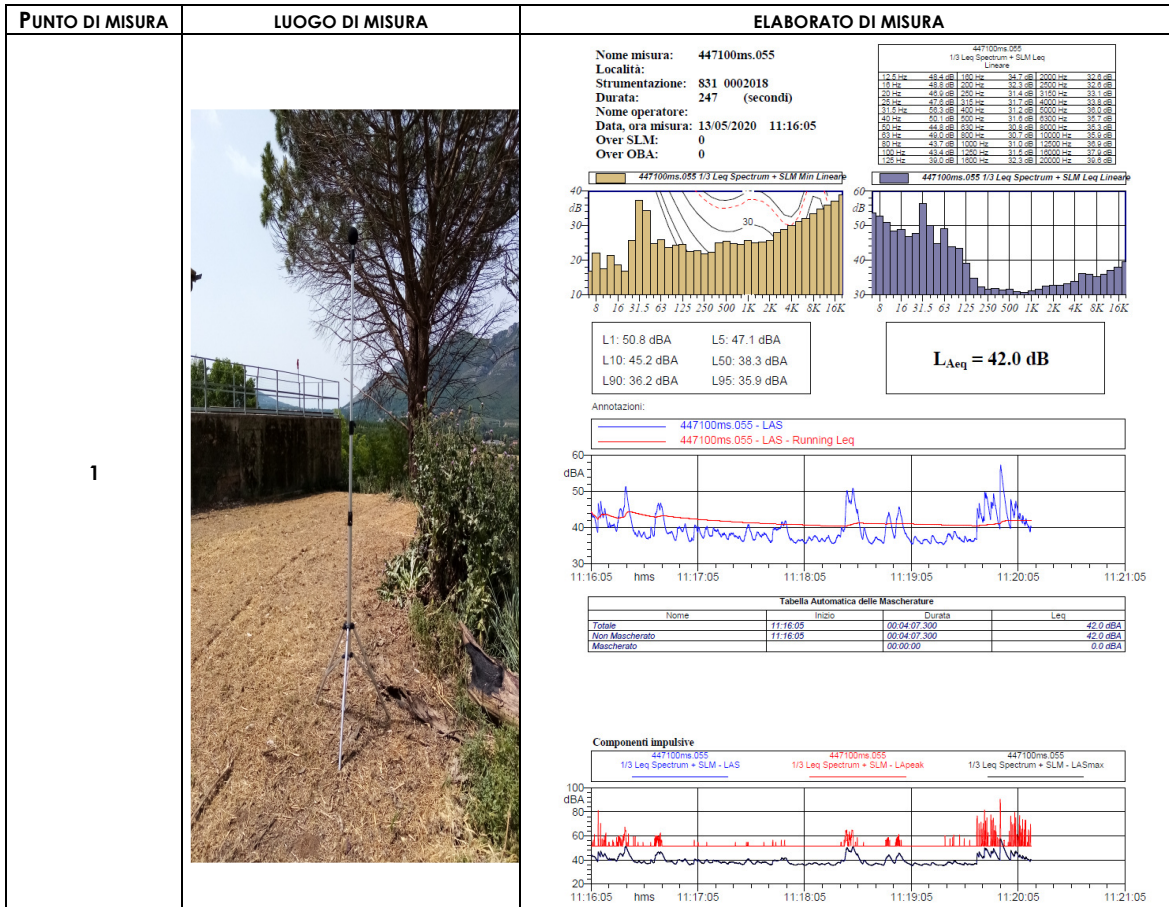 PUNTO DI MISURA LUOGO DI MISURA ELABORATO DI MISURA
1
Nome misura: 447100ms.055
Località:
Strumentazione: 831 0002018
Durata: 247 (secondi)
Nome operatore:
Data, ora misura: 13/05/2020 11:16:05
Over SLM: 0
Over OBA: 0
447100ms.055
1/3 Leq Spectrum + SLM Leq
Lineare
12.5 Hz 48.4 dB 160 Hz 34.7 dB 2000 Hz 32.6 dB
16 Hz 48.8 dB 200 Hz 32.3 dB 2500 Hz 32.6 dB
20 Hz 46.9 dB 250 Hz 31.4 dB 3150 Hz 33.1 dB
25 Hz 47.6 dB 315 Hz 31.7 dB 4000 Hz 33.8 dB
31.5 Hz 56.3 dB 400 Hz 31.2 dB 5000 Hz 36.0 dB
40 Hz 50.1 dB 500 Hz 31.6 dB 6300 Hz 35.7 dB
50 Hz 44.8 dB 630 Hz 30.8 dB 8000 Hz 35.3 dB
63 Hz 49.0 dB 800 Hz 30.7 dB 10000 Hz 35.9 dB
80 Hz 43.7 dB 1000 Hz 31.0 dB 12500 Hz 36.9 dB
100 Hz 43.4 dB 1250 Hz 31.5 dB 16000 Hz 37.9 dB
125 Hz 39.0 dB 1600 Hz 32.3 dB 20000 Hz 39.6 dB
447100ms.055 1/3 Leq Spectrum + SLM Min Lineare
40
dB
30
20
10
30
8 16 31.5 63 125 250 500 1K 2K 4K 8K 16K
447100ms.055 1/3 Leq Spectrum + SLM Leq Lineare
60
dB
50
40
30
8 16 31.5 63 125 250 500 1K 2K 4K 8K 16K
L1: 50.8 dBA L5: 47.1 dBA
L10: 45.2 dBA L50: 38.3 dBA
L90: 36.2 dBA L95: 35.9 dBA
LAeq = 42.0 dB
Annotazioni:
447100ms.055 - LAS
447100ms.055 - LAS - Running Leq
60
dBA
50
40
30
11:16:05 hms 11:17:05 11:18:05 11:19:05 11:20:05 11:21:05
Tabella Automatica delle Mascherature
Nome Inizio Durata Leq
Totale 11:16:05 00:04:07.300 42.0 dBA
Non Mascherato 11:16:05 00:04:07.300 42.0 dBA
Mascherato 00:00:00 0.0 dBA
Componenti impulsive
447100ms.055 447100ms.055 447100ms.055
1/3 Leq Spectrum + SLM - LAS 1/3 Leq Spectrum + SLM - LApeak 1/3 Leq Spectrum + SLM - LASmax
100
dBA
80
60
40
20
11:16:05 hms 11:17:05 11:18:05 11:19:05 11:20:05 11:21:05